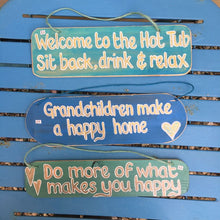 Welcome to the Hot Tub
Sit back, drink & relax
Grandchildren make
a happy home
Do more of what
makes you happy